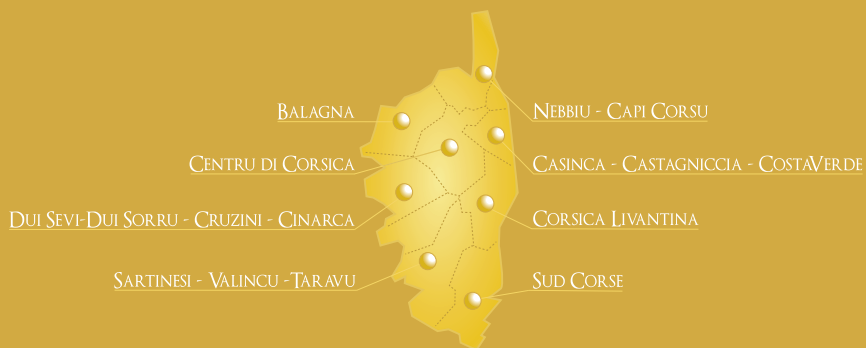 Balagna
Nebbiu - Capi Corsu
Centru di Corsica
Casinca - Castagniccia - CostaVerde
Dui Sevi-Dui Sorru - Cruzini - Cinarca
Corsica Livantina
Sartinesi - Valincu -Taravu
Sud Corse